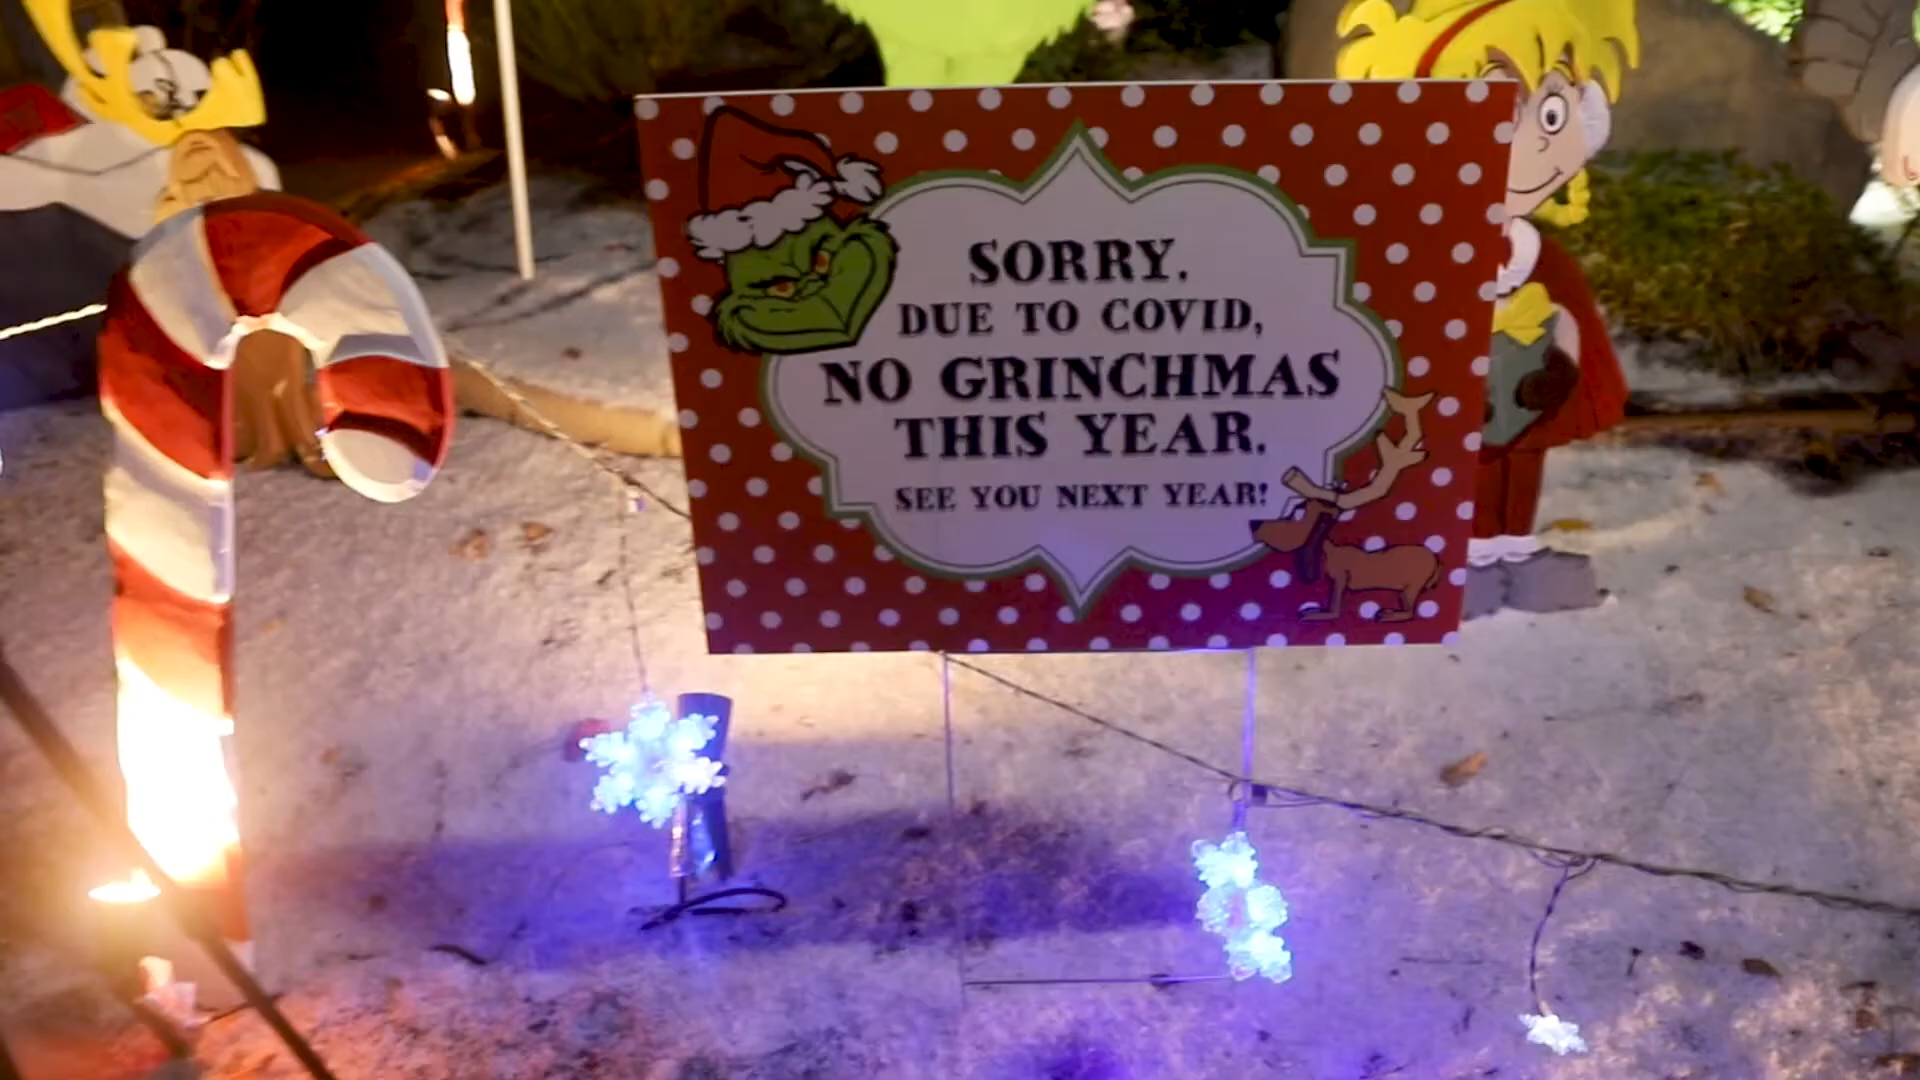 SORRY.
DUE TO COVID,
NO GRINCHMAS
THIS YEAR.
SEE YOU NEXT YEAR!